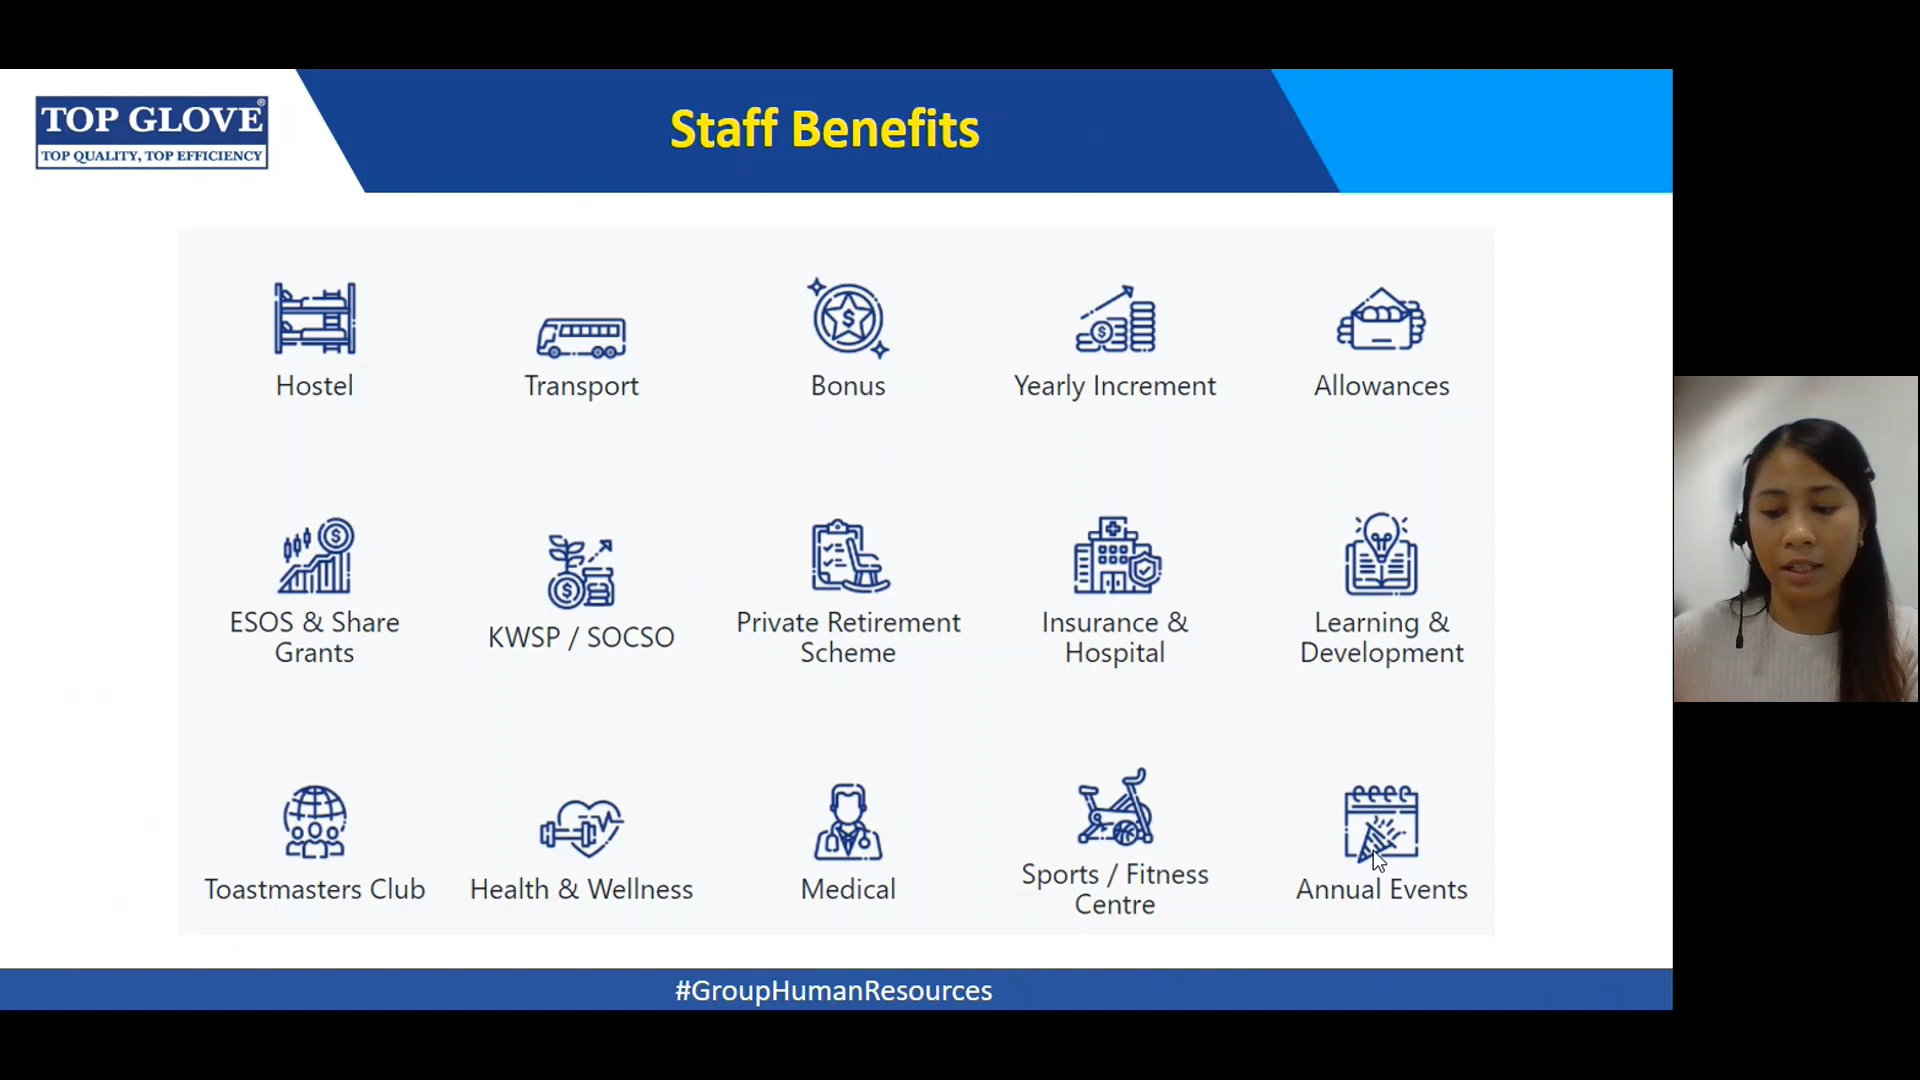 TOP GLOVE®
TOP QUALITY, TOP EFFICIENCY
Staff Benefits
Hostel
Transport
Bonus
Yearly Increment
Allowances
ESOS & Share
Grants
KWSP / SOCSO
Private Retirement
Scheme
Insurance &
Hospital
Learning &
Development
Toastmasters Club
Health & Wellness
Medical
Sports / Fitness
Centre
Annual Events
#GroupHumanResources